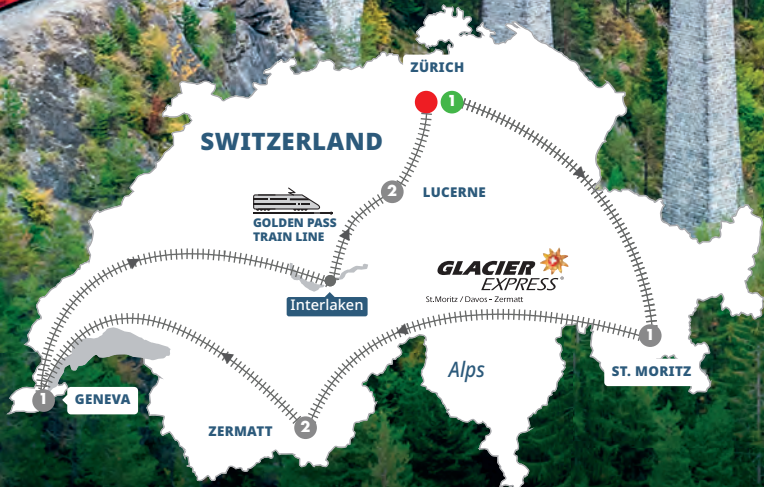 ZÜRICH
1
SWITZERLAND
2
LUCERNE
GOLDEN PASS
TRAIN LINE
GLACIER
EXPRESS®
St.Moritz / Davos - Zermatt
Interlaken
1
Alps
ST. MORITZ
1
GENEVA
ZERMATT
2